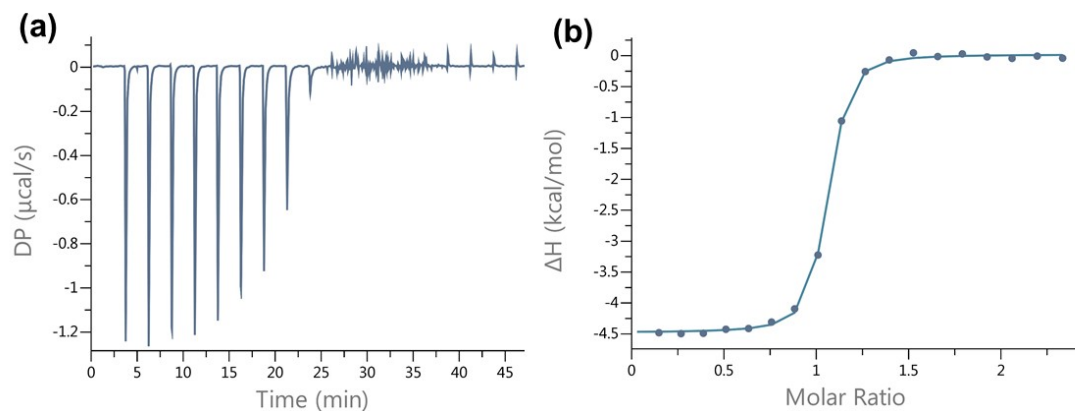 (a)
0
-0.2
-0.4
-0.6
-0.8
-1
-1.2
DP (µcal/s)
0 5 10 15 20 25 30 35 40 45
Time (min)
(b)
0
-0.5
-1
-1.5
-2
-2.5
-3
-3.5
-4
-4.5
ΔH (kcal/mol)
0 0.5 1 1.5 2
Molar Ratio